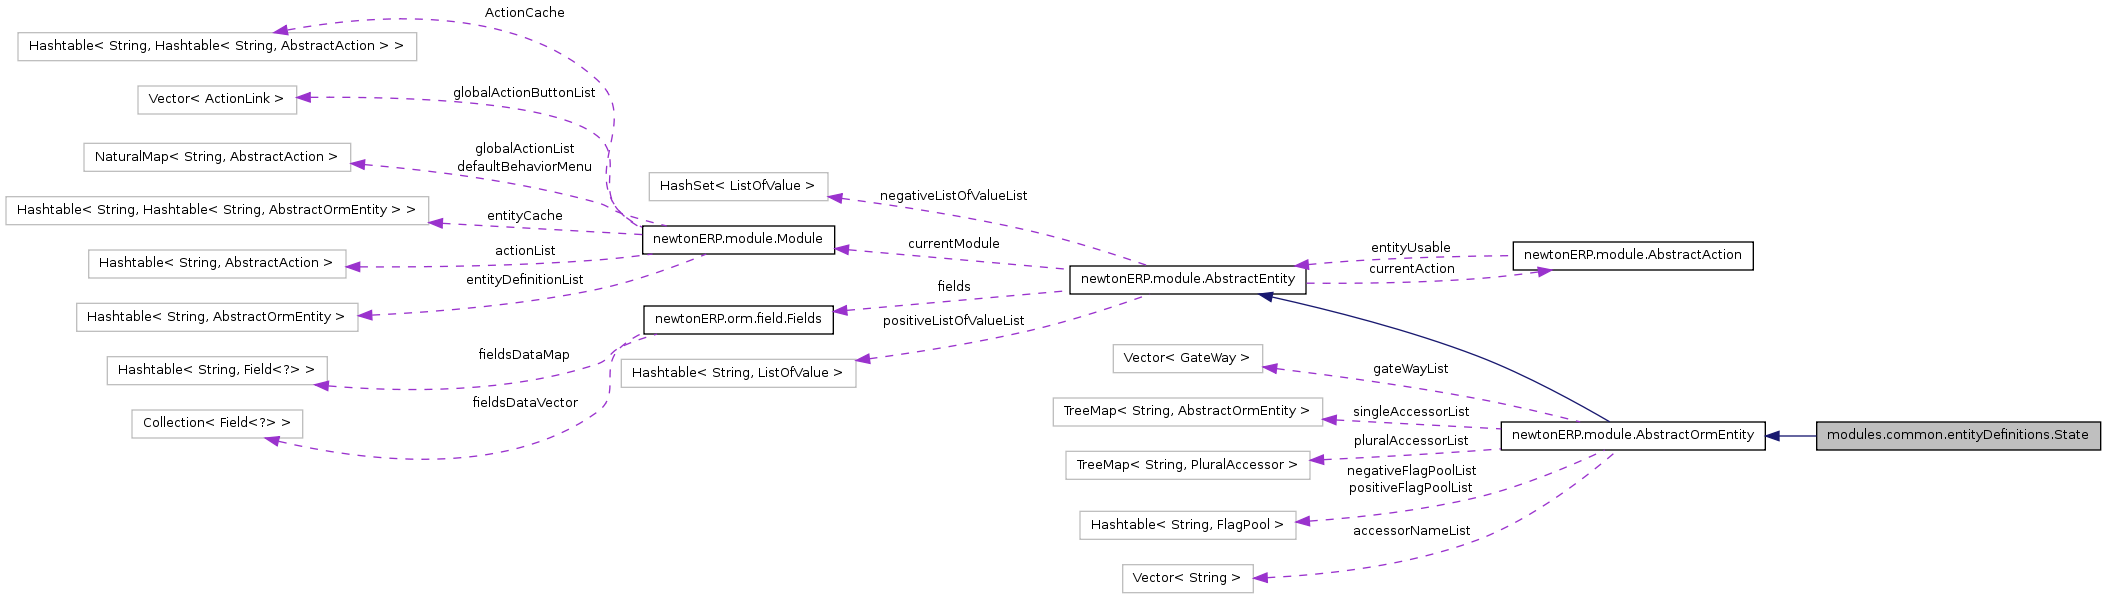 ActionCache
Hashtable< String, Hashtable< String, AbstractAction > >
globalActionButtonList
Vector< ActionLink >
globalActionList
defaultBehaviorMenu
NaturalMap< String, AbstractAction >
entityCache
Hashtable< String, Hashtable< String, AbstractOrmEntity > >
actionList
Hashtable< String, AbstractAction >
entityDefinitionList
Hashtable< String, AbstractOrmEntity >
fieldsDataMap
Hashtable< String, Field<?> >
fieldsDataVector
Collection< Field<?> >
HashSet< ListOfValue >
newtonERP.module.Module
newtonERP.orm.field.Fields
Hashtable< String, ListOfValue >
negativeListOfValueList
currentModule
fields
positiveListOfValueList
newtonERP.module.AbstractEntity
entityUsable
currentAction
newtonERP.module.AbstractAction
Vector< GateWay >
gateWayList
TreeMap< String, AbstractOrmEntity >
singleAccessorList
TreeMap< String, PluralAccessor >
pluralAccessorList
negativeFlagPoolList
positiveFlagPoolList
Hashtable< String, FlagPool >
accessorNameList
Vector< String >
newtonERP.module.AbstractOrmEntity
modules.common.entityDefinitions.State